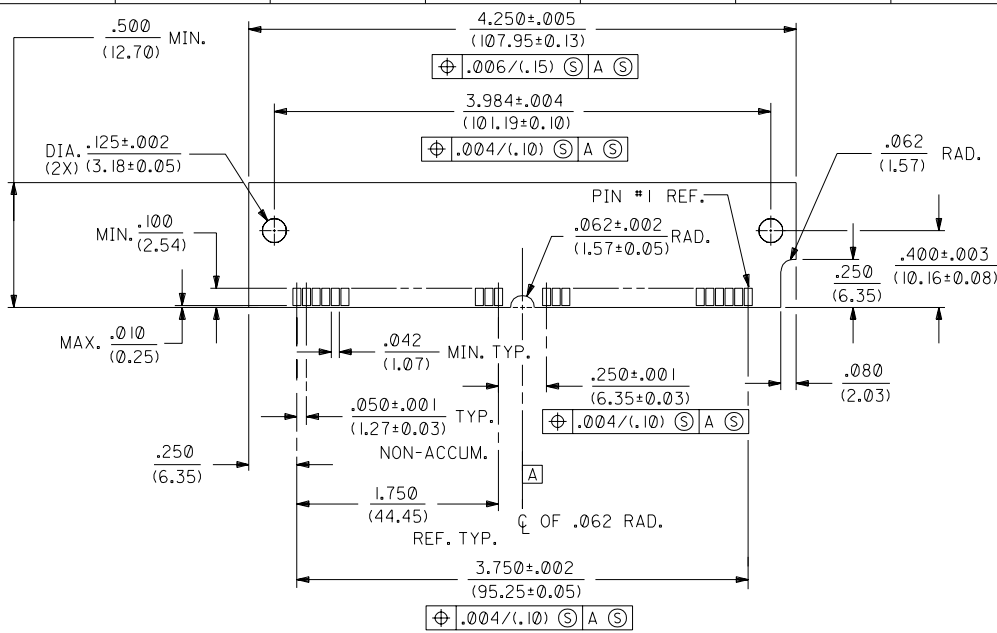 .500 MIN.
(12.70)
4.250±.005
(107.95±0.13)
⌖ .006/(.15) Ⓢ A Ⓢ
3.984±.004
(101.19±0.10)
⌖ .004/(.10) Ⓢ A Ⓢ
DIA. .125±.002
(2X) (3.18±0.05)
.062 RAD.
(1.57)
PIN #1 REF.
MIN. .100
(2.54)
.062±.002 RAD.
(1.57±0.05)
.400±.003
(10.16±0.08)
.250
(6.35)
MAX. .010
(0.25)
.042 MIN. TYP.
(1.07)
.250±.001
(6.35±0.03)
⌖ .004/(.10) Ⓢ A Ⓢ
.080
(2.03)
.050±.001 TYP.
(1.27±0.03)
NON-ACCUM.
.250
(6.35)
A
1.750
(44.45)
REF. TYP.
℄ OF .062 RAD.
3.750±.002
(95.25±0.05)
⌖ .004/(.10) Ⓢ A Ⓢ